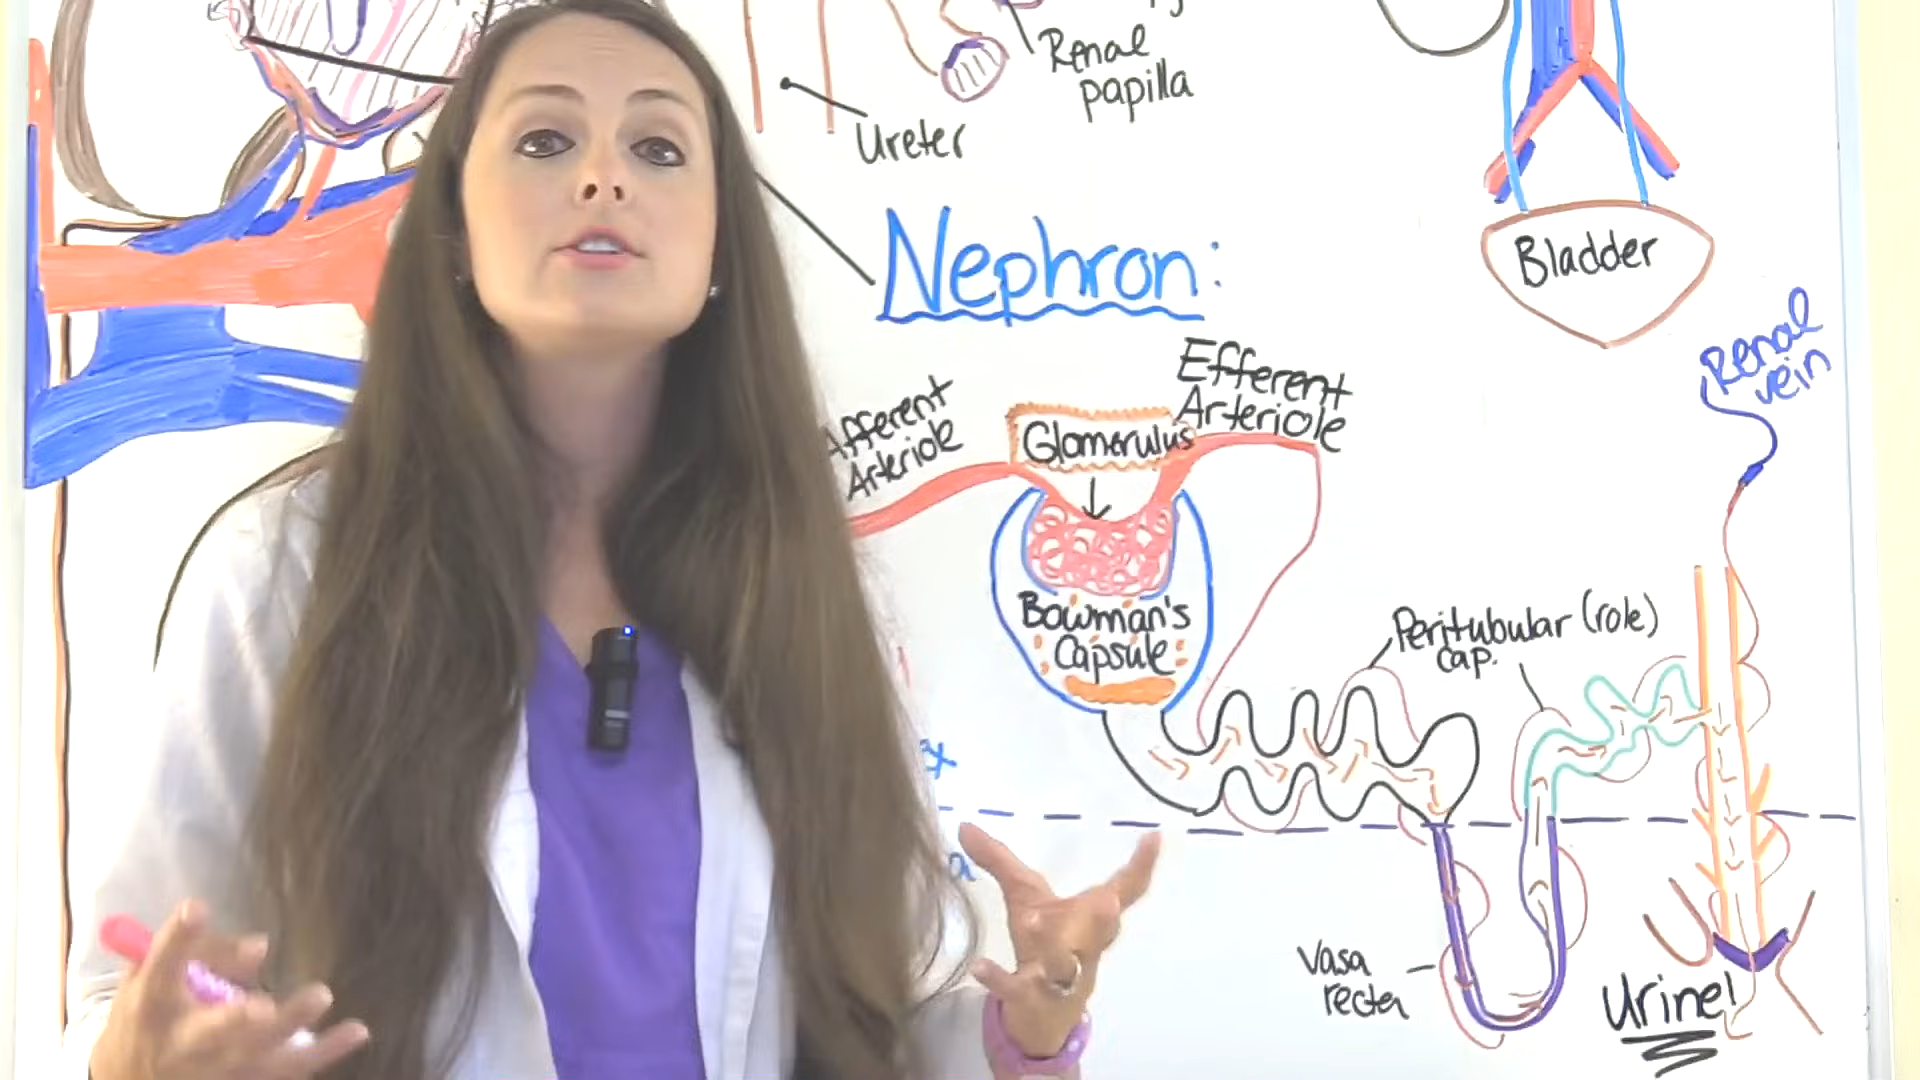 Renal
papilla
Ureter
Nephron:
Bladder
Renal
vein
Efferent
Arteriole
Afferent
Arteriole
Glomerulus
Bowman's
Capsule
Peritubular (role)
cap.
Vasa
recta
Urine!